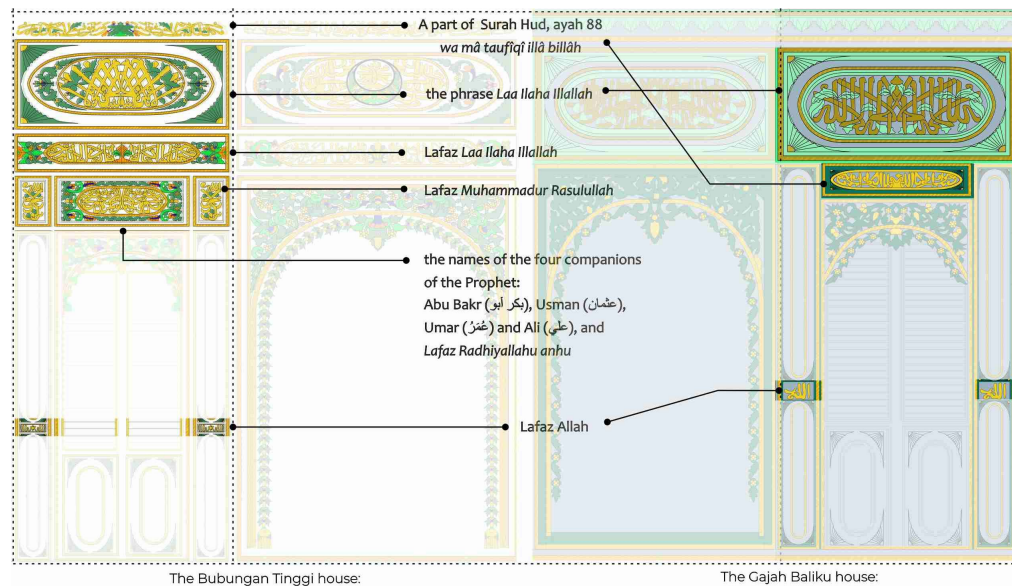 A part of Surah Hud, ayah 88
wa mâ taufîqî illâ billâh
the phrase Laa Ilaha Illallah
Lafaz Laa Ilaha Illallah
Lafaz Muhammadur Rasulullah
the names of the four companions
of the Prophet:
Abu Bakr (بكر أبو), Usman (عثمان),
Umar (عُمَرُ) and Ali (علي), and
Lafaz Radhiyallahu anhu
Lafaz Allah
The Bubungan Tinggi house:
The Gajah Baliku house: